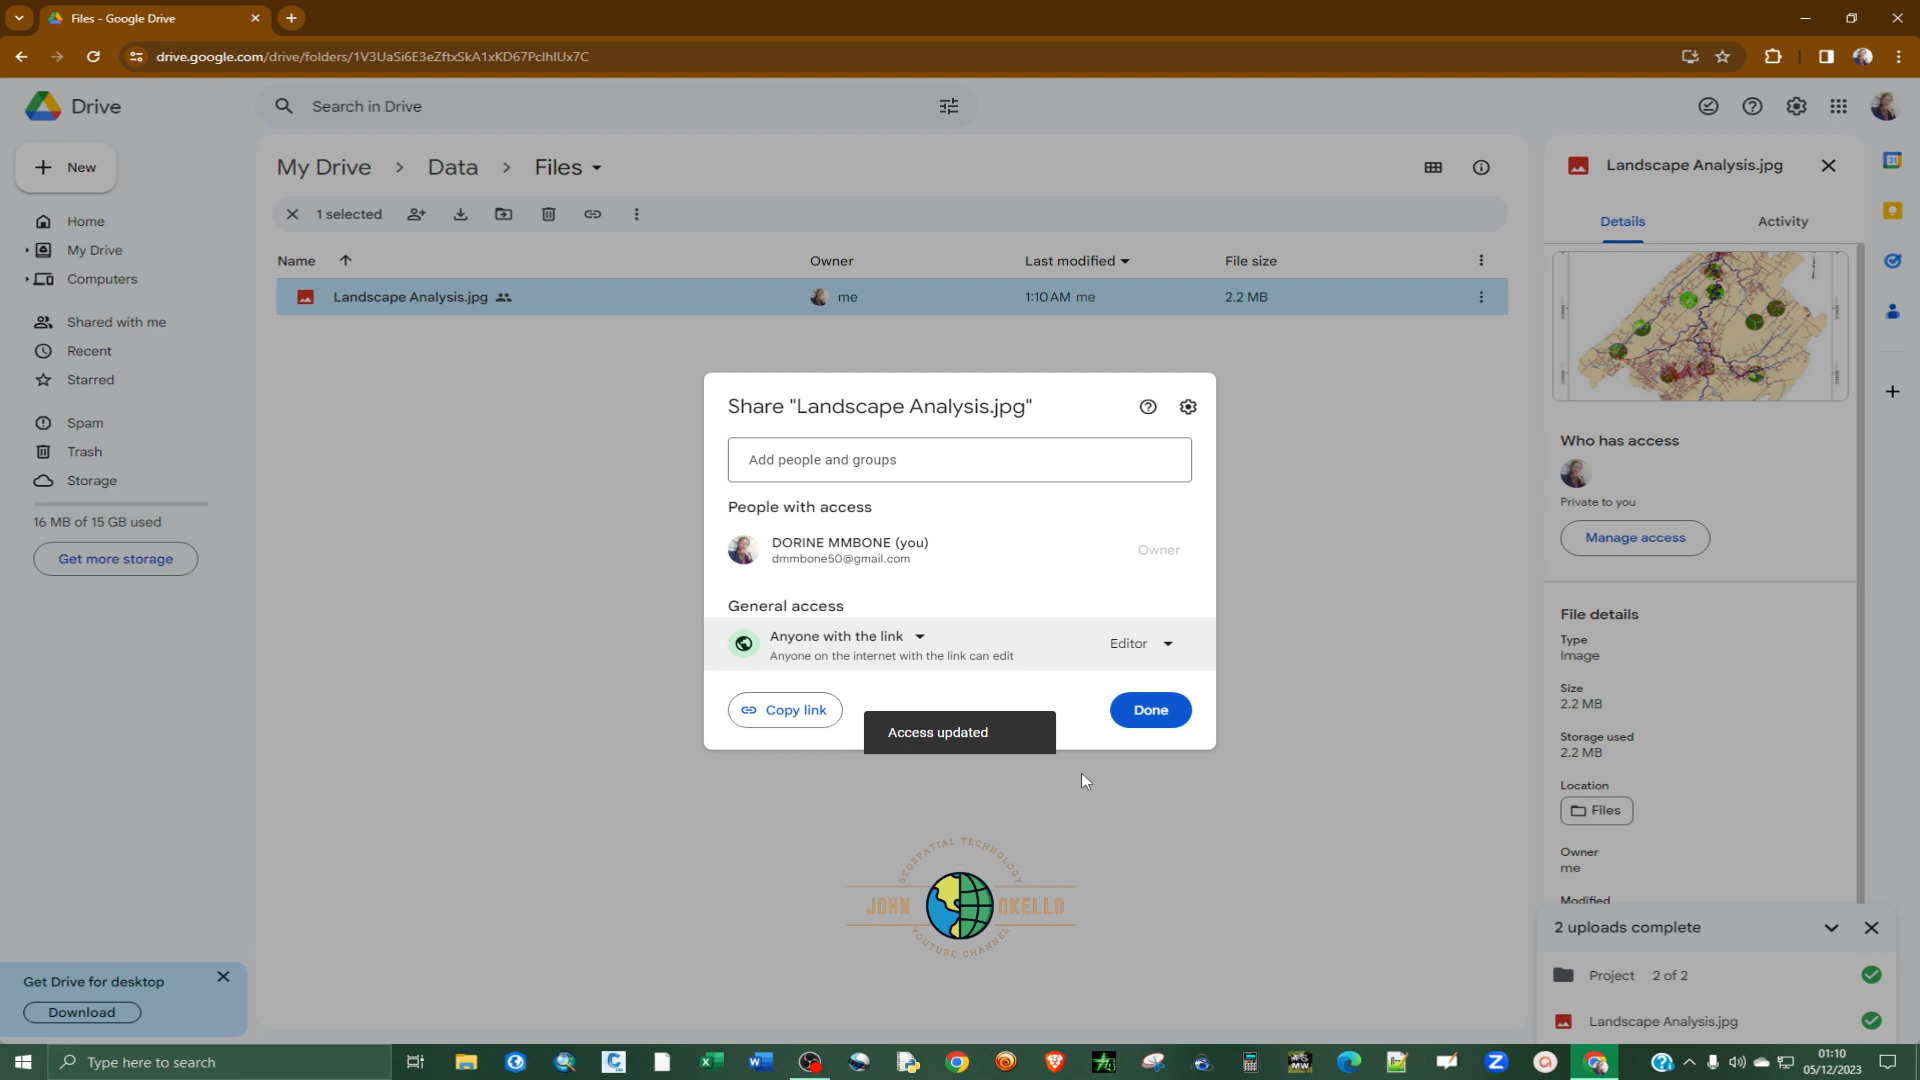 Files - Google Drive
drive.google.com/drive/folders/1V3UaSi6E3eZftxSkA1xKD67PclhlUx7C
Drive
Search in Drive
New
Home
My Drive
Computers
Shared with me
Recent
Starred
Spam
Trash
Storage
16 MB of 15 GB used
Get more storage
Get Drive for desktop
Download
My Drive > Data > Files
1 selected
Name Owner Last modified File size
Landscape Analysis.jpg me 1:10 AM me 2.2 MB
Share "Landscape Analysis.jpg"
Add people and groups
People with access
DORINE MMBONE (you)
dmmbone50@gmail.com
Owner
General access
Anyone with the link
Anyone on the internet with the link can edit
Editor
Copy link
Done
Access updated
GEOSPATIAL TECHNOLOGY
JOHN OKELLO
YOUTUBE CHANNEL
Landscape Analysis.jpg
Details Activity
Who has access
Private to you
Manage access
File details
Type
Image
Size
2.2 MB
Storage used
2.2 MB
Location
Files
Owner
me
Modified
2 uploads complete
Project 2 of 2
Landscape Analysis.jpg
31
Type here to search
01:10
05/12/2023